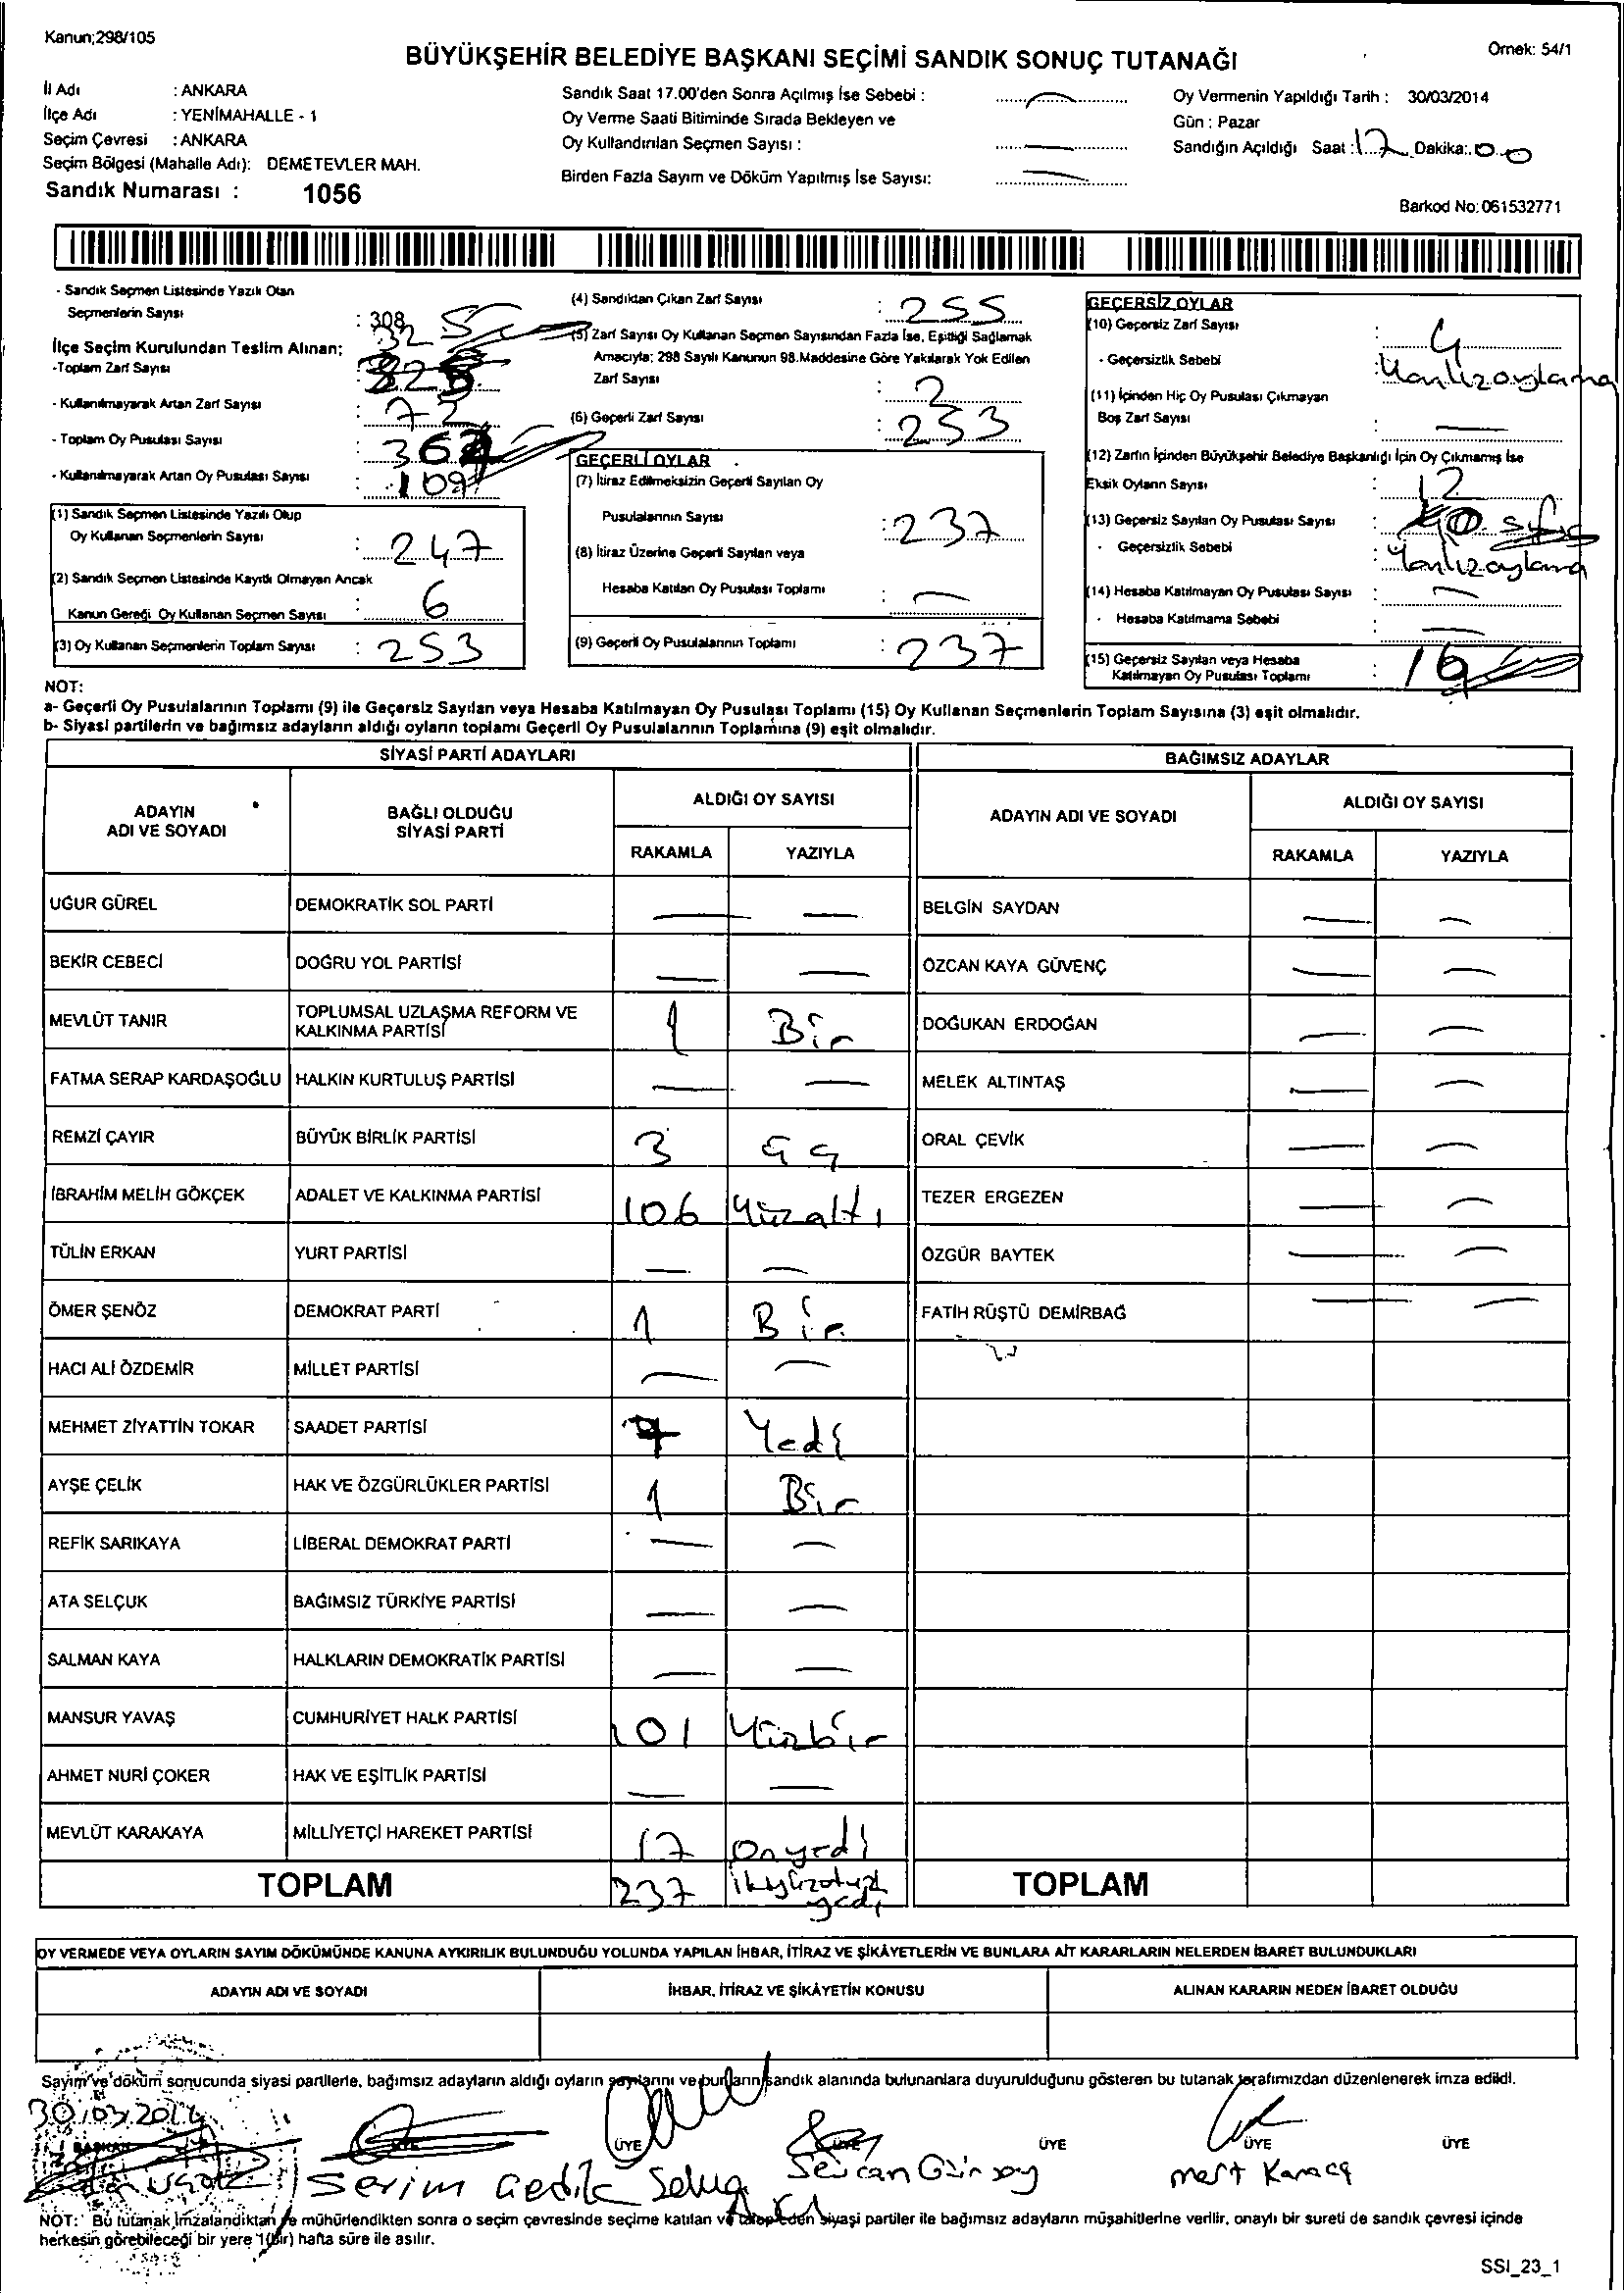 Kanun;298/105
Örnek: 54/1
BÜYÜKŞEHİR BELEDİYE BAŞKANI SEÇİMİ SANDIK SONUÇ TUTANAĞI
İl Adı : ANKARA
İlçe Adı : YENİMAHALLE - 1
Seçim Çevresi : ANKARA
Seçim Bölgesi (Mahalle Adı): DEMETEVLER MAH.
Sandık Numarası : 1056
Sandık Saat 17.00'den Sonra Açılmış İse Sebebi :
Oy Verme Saati Bitiminde Sırada Bekleyen ve
Oy Kullandırılan Seçmen Sayısı :
Birden Fazla Sayım ve Döküm Yapılmış İse Sayısı:
Oy Vermenin Yapıldığı Tarih : 30/03/2014
Gün : Pazar
Sandığın Açıldığı Saat : 17 Dakika: 00
Barkod No: 061532771
- Sandık Seçmen Listesinde Yazılı Olan
Seçmenlerin Sayısı : 308
İlçe Seçim Kurulundan Teslim Alınan:
-Toplam Zarf Sayısı :
- Kullanılmayarak Artan Zarf Sayısı : 72
- Toplam Oy Pusulası Sayısı :
- Kullanılmayarak Artan Oy Pusulası Sayısı : 109
(1) Sandık Seçmen Listesinde Yazılı Olup
Oy Kullanan Seçmenlerin Sayısı : 247
(2) Sandık Seçmen Listesinde Kayıtlı Olmayan Ancak
Kanun Gereği Oy Kullanan Seçmen Sayısı : 6
(3) Oy Kullanan Seçmenlerin Toplam Sayısı : 253
(4) Sandıktan Çıkan Zarf Sayısı : 255
(5) Zarf Sayısı Oy Kullanan Seçmen Sayısından Fazla İse, Eşitliği Sağlamak
Amacıyla; 298 Sayılı Kanunun 98.Maddesine Göre Yakılarak Yok Edilen
Zarf Sayısı : 2
(6) Geçerli Zarf Sayısı : 253
GEÇERLİ OYLAR
(7) İtiraz Edilmeksizin Geçerli Sayılan Oy
Pusulalarının Sayısı : 237
(8) İtiraz Üzerine Geçerli Sayılan veya
Hesaba Katılan Oy Pusulası Toplamı : —
(9) Geçerli Oy Pusulalarının Toplamı : 237
GEÇERSİZ OYLAR
(10) Geçersiz Zarf Sayısı : 4
- Geçersizlik Sebebi : Yanlızoylama
(11) İçinden Hiç Oy Pusulası Çıkmayan
Boş Zarf Sayısı : —
(12) Zarfın İçinden Büyükşehir Belediye Başkanlığı İçin Oy Çıkmamış İse
Eksik Oyların Sayısı : 12
(13) Geçersiz Sayılan Oy Pusulası Sayısı :
- Geçersizlik Sebebi : Yanlızoylama
(14) Hesaba Katılmayan Oy Pusulası Sayısı : —
- Hesaba Katılmama Sebebi : —
(15) Geçersiz Sayılan veya Hesaba
Katılmayan Oy Pusulası Toplamı : 16
NOT:
a- Geçerli Oy Pusulalarının Toplamı (9) ile Geçersiz Sayılan veya Hesaba Katılmayan Oy Pusulası Toplamı (15) Oy Kullanan Seçmenlerin Toplam Sayısına (3) eşit olmalıdır.
b- Siyasi partilerin ve bağımsız adayların aldığı oyların toplamı Geçerli Oy Pusulalarının Toplamına (9) eşit olmalıdır.
SİYASİ PARTİ ADAYLARI
ADAYIN ADI VE SOYADI
BAĞLI OLDUĞU SİYASİ PARTİ
ALDIĞI OY SAYISI
RAKAMLA YAZIYLA
UĞUR GÜREL DEMOKRATİK SOL PARTİ — —
BEKİR CEBECİ DOĞRU YOL PARTİSİ — —
MEVLÜT TANIR TOPLUMSAL UZLAŞMA REFORM VE KALKINMA PARTİSİ 1 Bir
FATMA SERAP KARDAŞOĞLU HALKIN KURTULUŞ PARTİSİ — —
REMZİ ÇAYIR BÜYÜK BİRLİK PARTİSİ 3
İBRAHİM MELİH GÖKÇEK ADALET VE KALKINMA PARTİSİ 106 Yüzaltı
TÜLİN ERKAN YURT PARTİSİ — —
ÖMER ŞENÖZ DEMOKRAT PARTİ 1 Bir
HACI ALİ ÖZDEMİR MİLLET PARTİSİ — —
MEHMET ZİYATTİN TOKAR SAADET PARTİSİ 7 Yedi
AYŞE ÇELİK HAK VE ÖZGÜRLÜKLER PARTİSİ 1 Bir
REFİK SARIKAYA LİBERAL DEMOKRAT PARTİ — —
ATA SELÇUK BAĞIMSIZ TÜRKİYE PARTİSİ — —
SALMAN KAYA HALKLARIN DEMOKRATİK PARTİSİ — —
MANSUR YAVAŞ CUMHURİYET HALK PARTİSİ 101 Yüzbir
AHMET NURİ ÇOKER HAK VE EŞİTLİK PARTİSİ — —
MEVLÜT KARAKAYA MİLLİYETÇİ HAREKET PARTİSİ 17 Onyedi
TOPLAM 237 ikiyüzotuz yedi
BAĞIMSIZ ADAYLAR
ADAYIN ADI VE SOYADI
ALDIĞI OY SAYISI
RAKAMLA YAZIYLA
BELGİN SAYDAN — —
ÖZCAN KAYA GÜVENÇ — —
DOĞUKAN ERDOĞAN — —
MELEK ALTINTAŞ — —
ORAL ÇEVİK — —
TEZER ERGEZEN — —
ÖZGÜR BAYTEK — —
FATİH RÜŞTÜ DEMİRBAĞ — —
TOPLAM
OY VERMEDE VEYA OYLARIN SAYIM DÖKÜMÜNDE KANUNA AYKIRILIK BULUNDUĞU YOLUNDA YAPILAN İHBAR, İTİRAZ VE ŞİKÂYETLERİN VE BUNLARA AİT KARARLARIN NELERDEN İBARET BULUNDUKLARI
ADAYIN ADI VE SOYADI
İHBAR, İTİRAZ VE ŞİKÂYETİN KONUSU
ALINAN KARARIN NEDEN İBARET OLDUĞU
Sayım ve döküm sonucunda siyasi partilerle, bağımsız adayların aldığı oyların sayılarını ve bunların sandık alanında bulunanlara duyurulduğunu gösteren bu tutanak tarafımızdan düzenlenerek imza edildi.
30/03/2014
BAŞKAN ÜYE ÜYE ÜYE ÜYE ÜYE
Serim Gedik Seluq Sercan Gürsoy Mert Karaca
NOT: Bu tutanak imzalandıktan ve mühürlendikten sonra o seçim çevresinde seçime katılan ve talep eden siyasi partiler ile bağımsız adayların müşahitlerine verilir, onaylı bir sureti de sandık çevresi içinde
herkesin görebileceği bir yere 1(bir) hafta süre ile asılır.
SSI_23_1